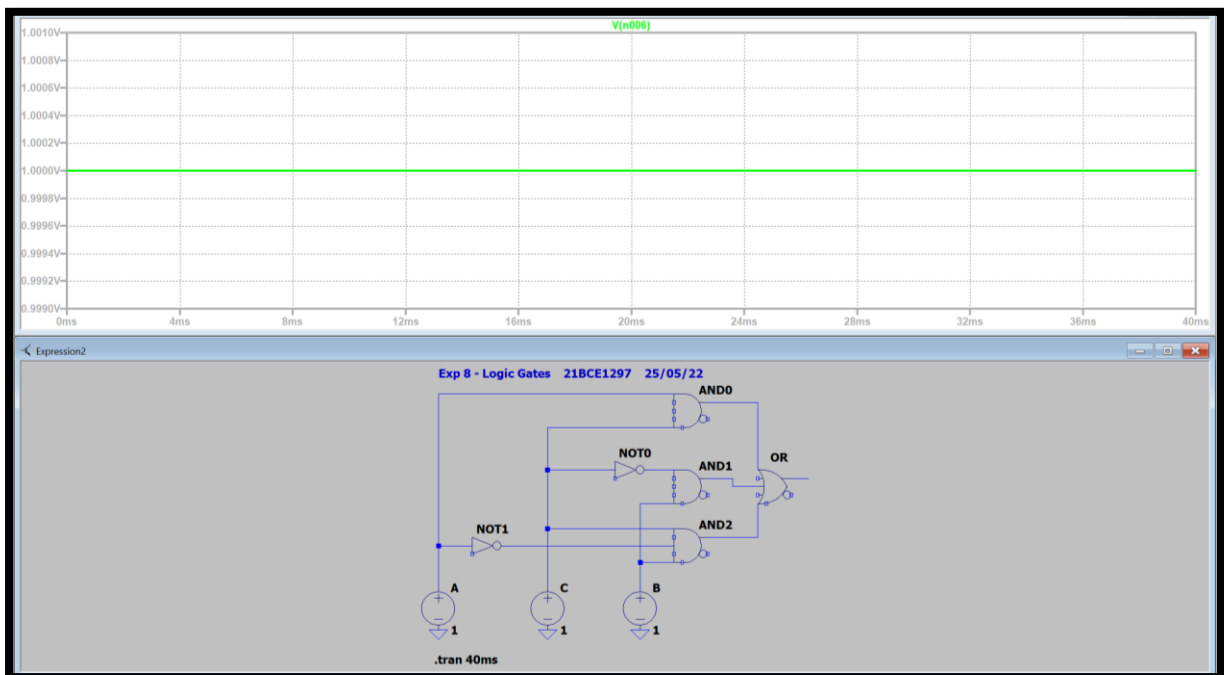 V(n006)
1.0010V
1.0008V
1.0006V
1.0004V
1.0002V
1.0000V
0.9998V
0.9996V
0.9994V
0.9992V
0.9990V
0ms 4ms 8ms 12ms 16ms 20ms 24ms 28ms 32ms 36ms 40ms
Expression2
Exp 8 - Logic Gates 21BCE1297 25/05/22
AND0
NOT0
AND1
OR
NOT1
AND2
A C B
1 1 1
.tran 40ms